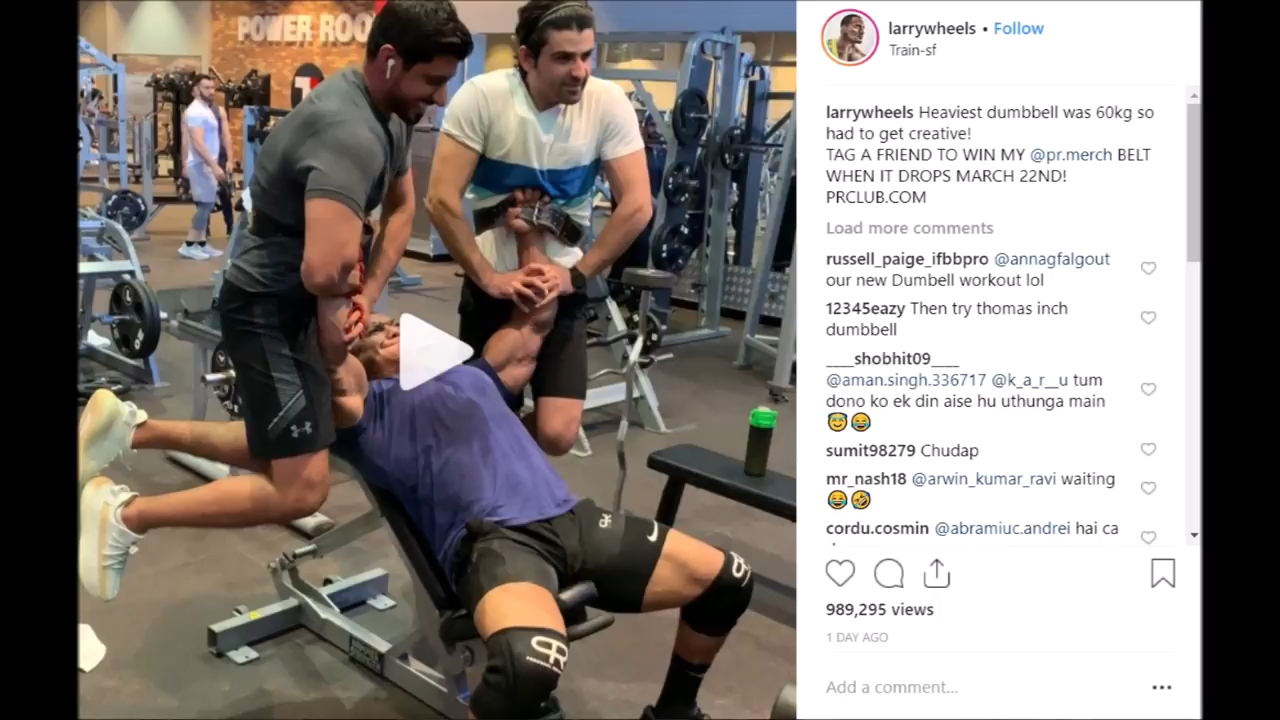 POWER ROO
larrywheels • Follow
Train-sf
larrywheels Heaviest dumbbell was 60kg so
had to get creative!
TAG A FRIEND TO WIN MY @pr.merch BELT
WHEN IT DROPS MARCH 22ND!
PRCLUB.COM
Load more comments
russell_paige_ifbbpro @annagfalgout
our new Dumbell workout lol
12345eazy Then try thomas inch
dumbbell
____shobhit09____
@aman.singh.336717 @k_a_r__u tum
dono ko ek din aise hu uthunga main
😇😂
sumit98279 Chudap
mr_nash18 @arwin_kumar_ravi waiting
😂🤣
cordu.cosmin @abramiuc.andrei hai ca
989,295 views
1 DAY AGO
Add a comment...
PR